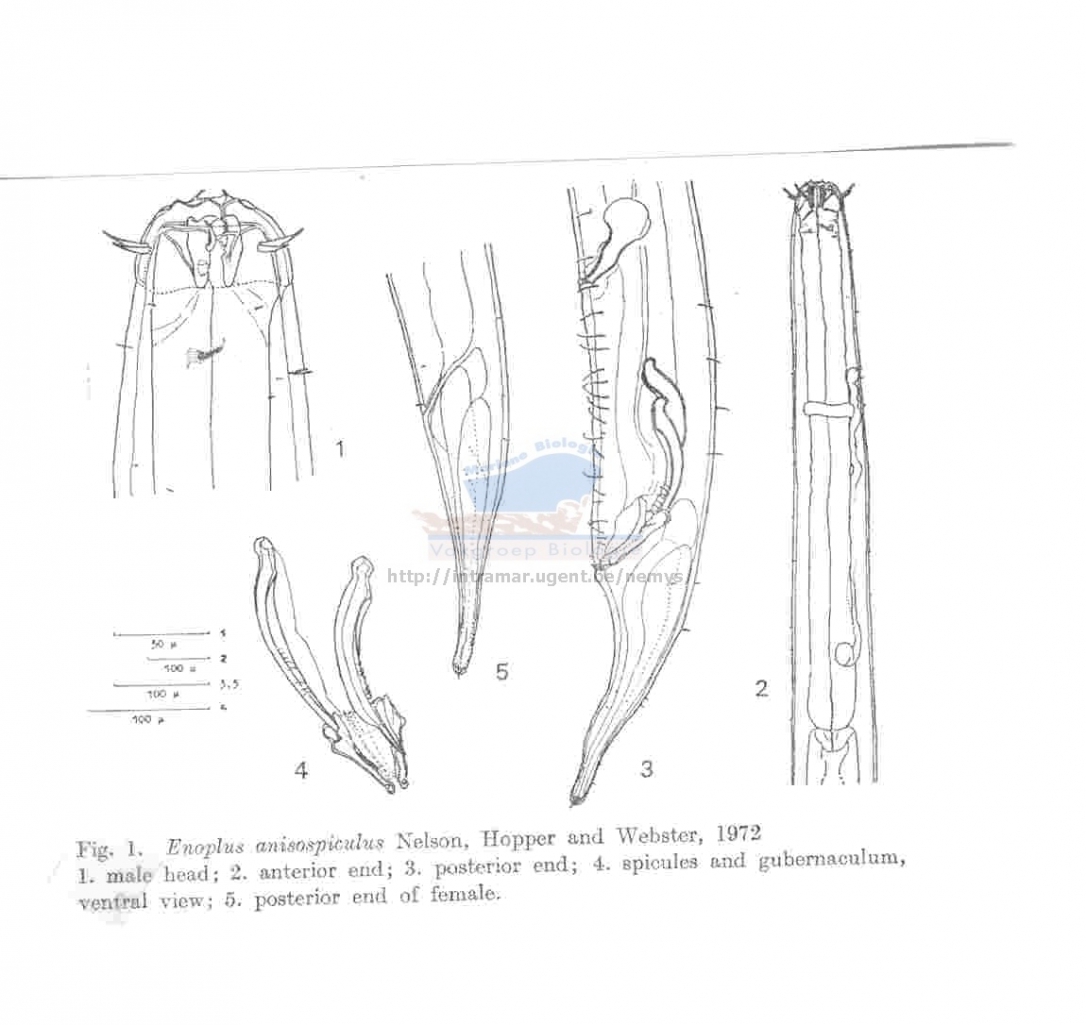 1
Mariene Biologie
Vakgroep Biologie
http://intramar.ugent.be/nemys
50 µ 1
100 µ 2
100 µ 3,5
100 µ 4
5
2
4
3
Fig. 1. Enoplus anisospiculus Nelson, Hopper and Webster, 1972
1. male head; 2. anterior end; 3. posterior end; 4. spicules and gubernaculum,
ventral view; 5. posterior end of female.